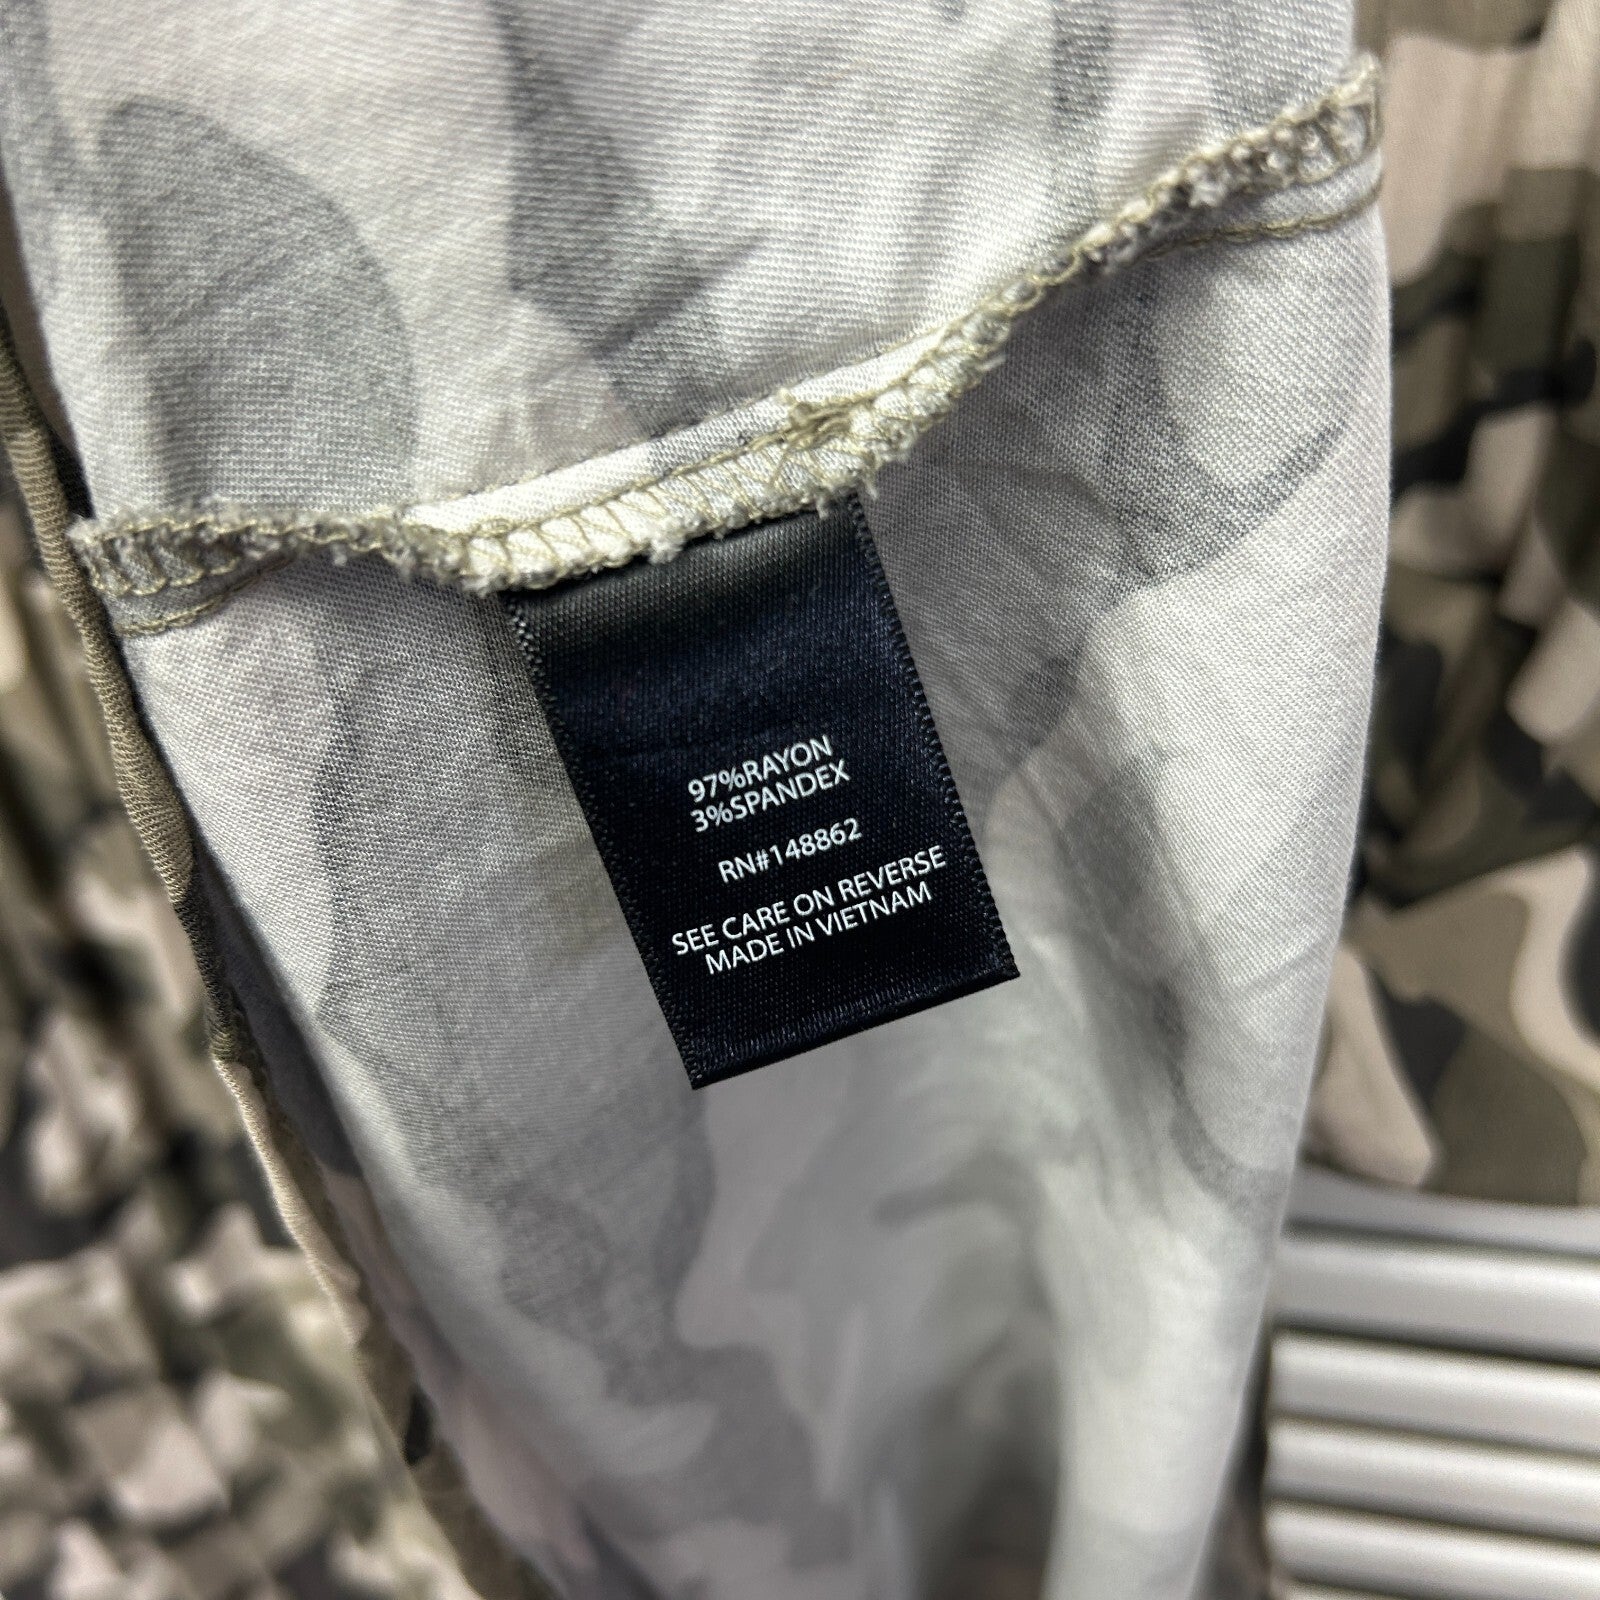 97%RAYON
3%SPANDEX
RN#148862
SEE CARE ON REVERSE
MADE IN VIETNAM